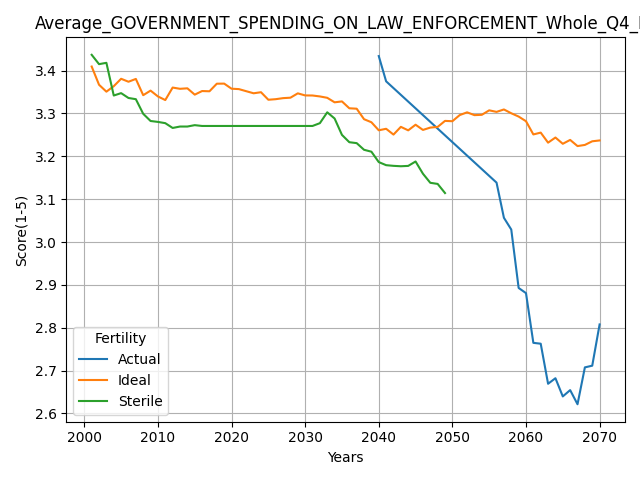 Average_GOVERNMENT_SPENDING_ON_LAW_ENFORCEMENT_Whole_Q4_
Score(1-5)
3.4
3.3
3.2
3.1
3.0
2.9
2.8
2.7
2.6
Fertility
Actual
Ideal
Sterile
2000 2010 2020 2030 2040 2050 2060 2070
Years